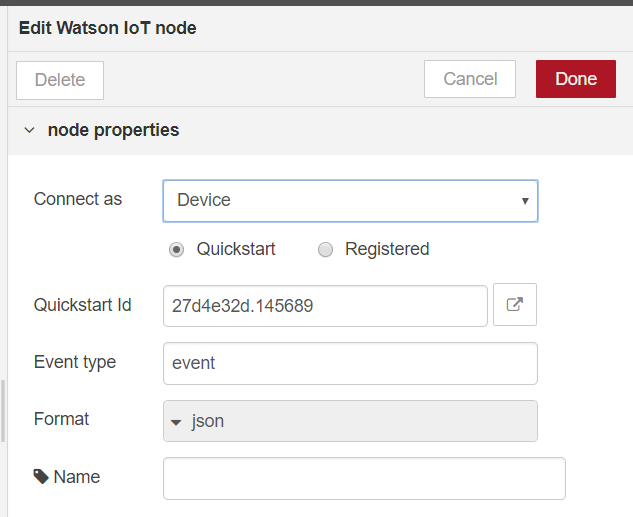 Edit Watson IoT node
Delete Cancel Done
node properties
Connect as Device
Quickstart Registered
Quickstart Id 27d4e32d.145689
Event type event
Format json
Name